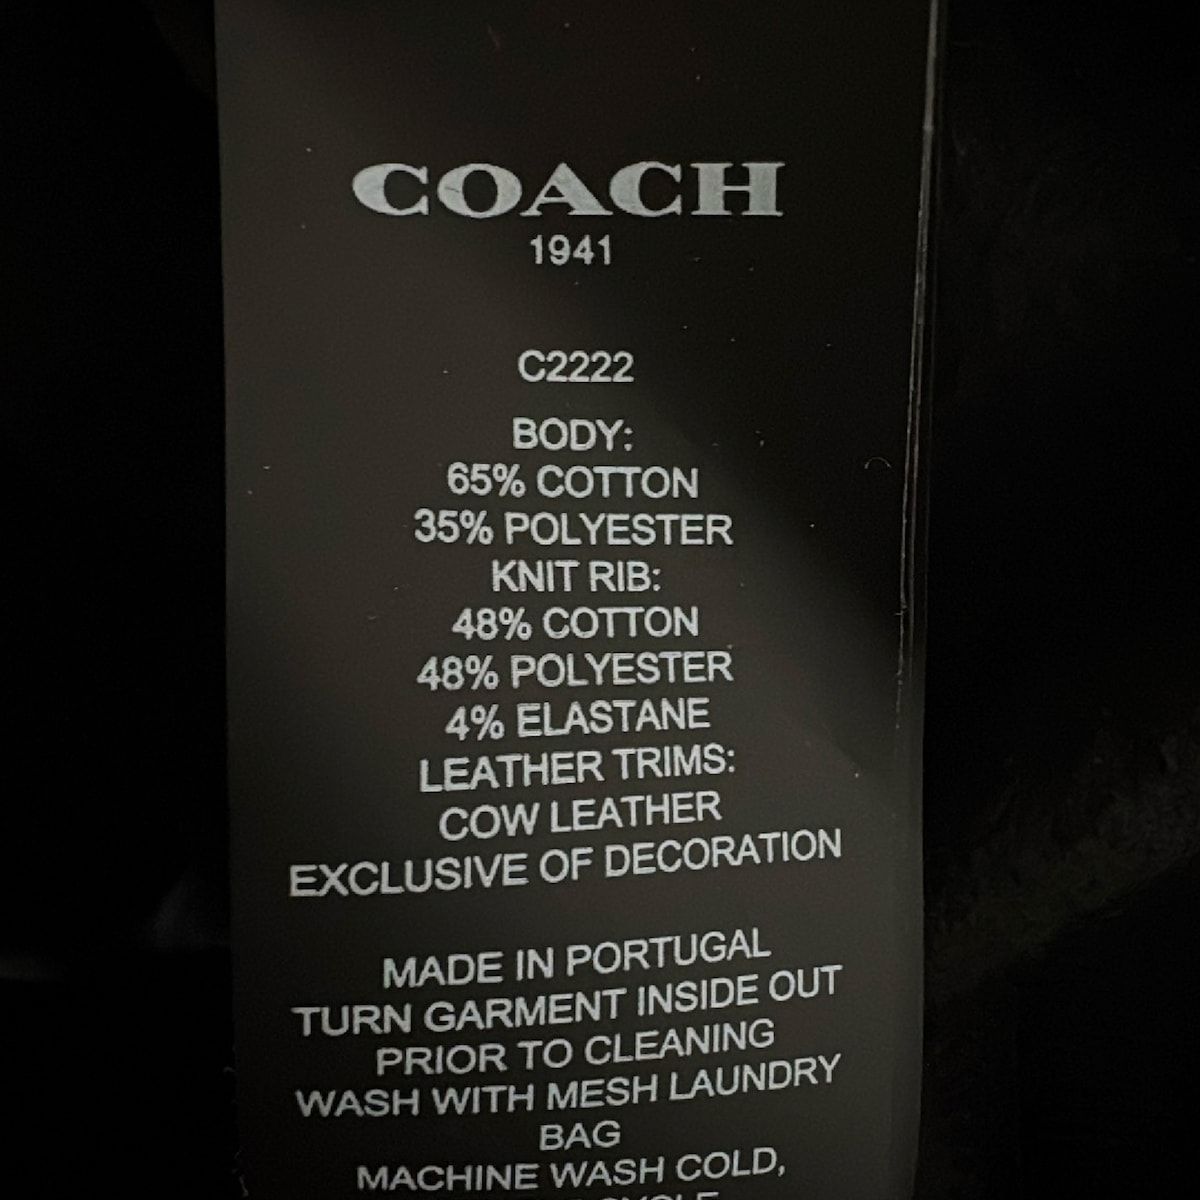 COACH
1941
C2222
BODY:
65% COTTON
35% POLYESTER
KNIT RIB:
48% COTTON
48% POLYESTER
4% ELASTANE
LEATHER TRIMS:
COW LEATHER
EXCLUSIVE OF DECORATION
MADE IN PORTUGAL
TURN GARMENT INSIDE OUT
PRIOR TO CLEANING
WASH WITH MESH LAUNDRY
BAG
MACHINE WASH COLD,